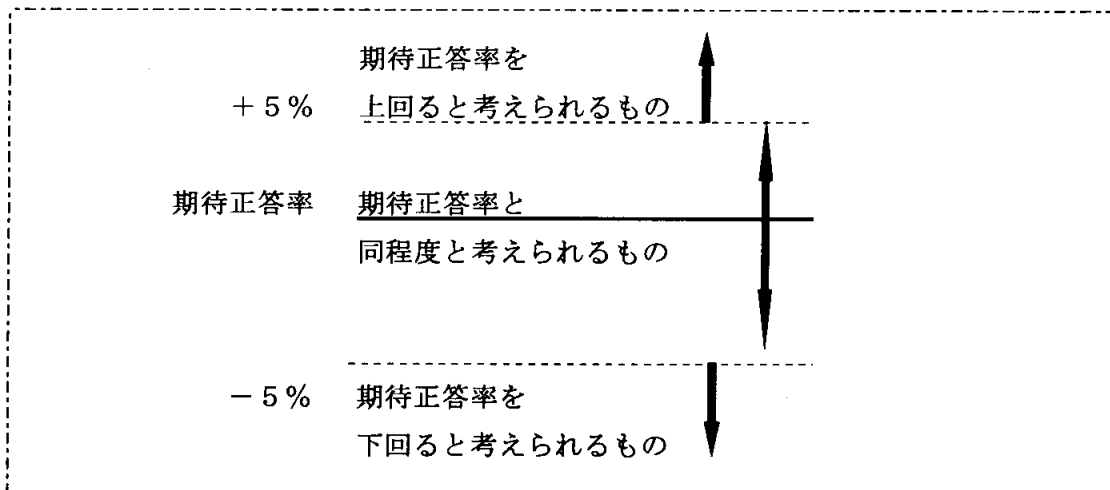 期待正答率を
+5% 上回ると考えられるもの
期待正答率 期待正答率と
同程度と考えられるもの
-5% 期待正答率を
下回ると考えられるもの